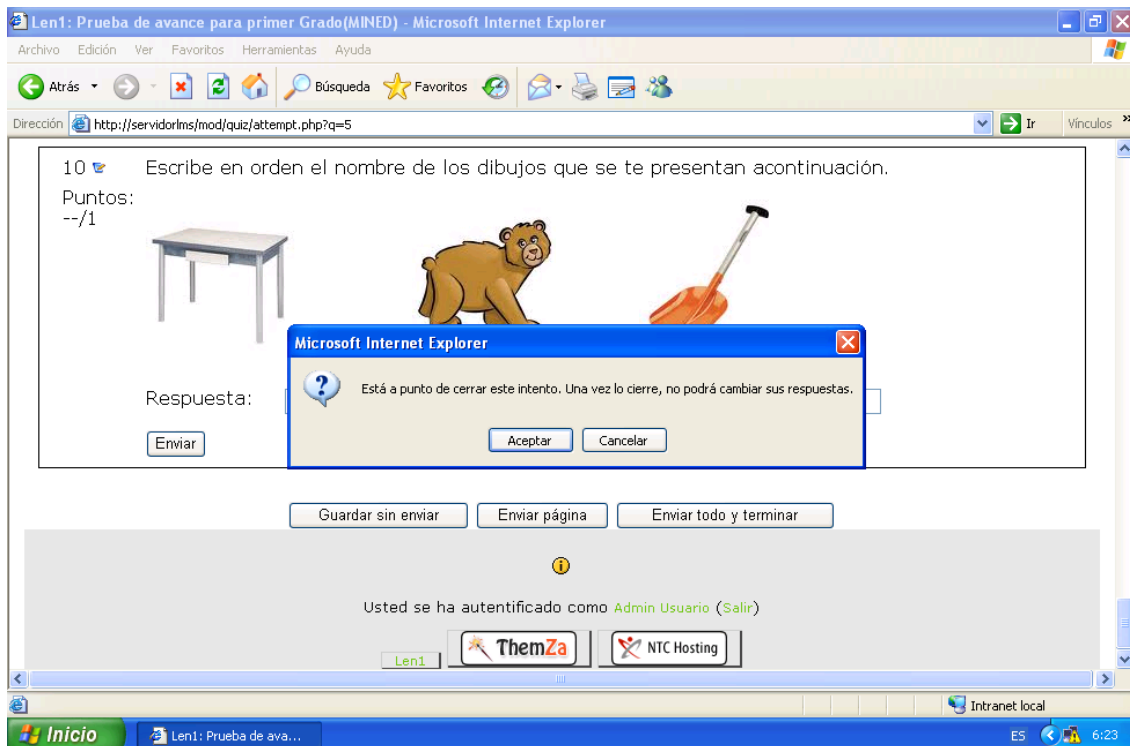 Len1: Prueba de avance para primer Grado(MINED) - Microsoft Internet Explorer
Archivo Edición Ver Favoritos Herramientas Ayuda
Atrás Búsqueda Favoritos
Dirección http://servidorlms/mod/quiz/attempt.php?q=5 Ir Vínculos »
10 Escribe en orden el nombre de los dibujos que se te presentan acontinuación.
Puntos:
--/1
Microsoft Internet Explorer
Está a punto de cerrar este intento. Una vez lo cierre, no podrá cambiar sus respuestas.
Respuesta:
Aceptar Cancelar
Enviar
Guardar sin enviar Enviar página Enviar todo y terminar
Usted se ha autentificado como Admin Usuario (Salir)
Len1 ThemZa NTC Hosting
Intranet local
Inicio Len1: Prueba de ava... ES 6:23